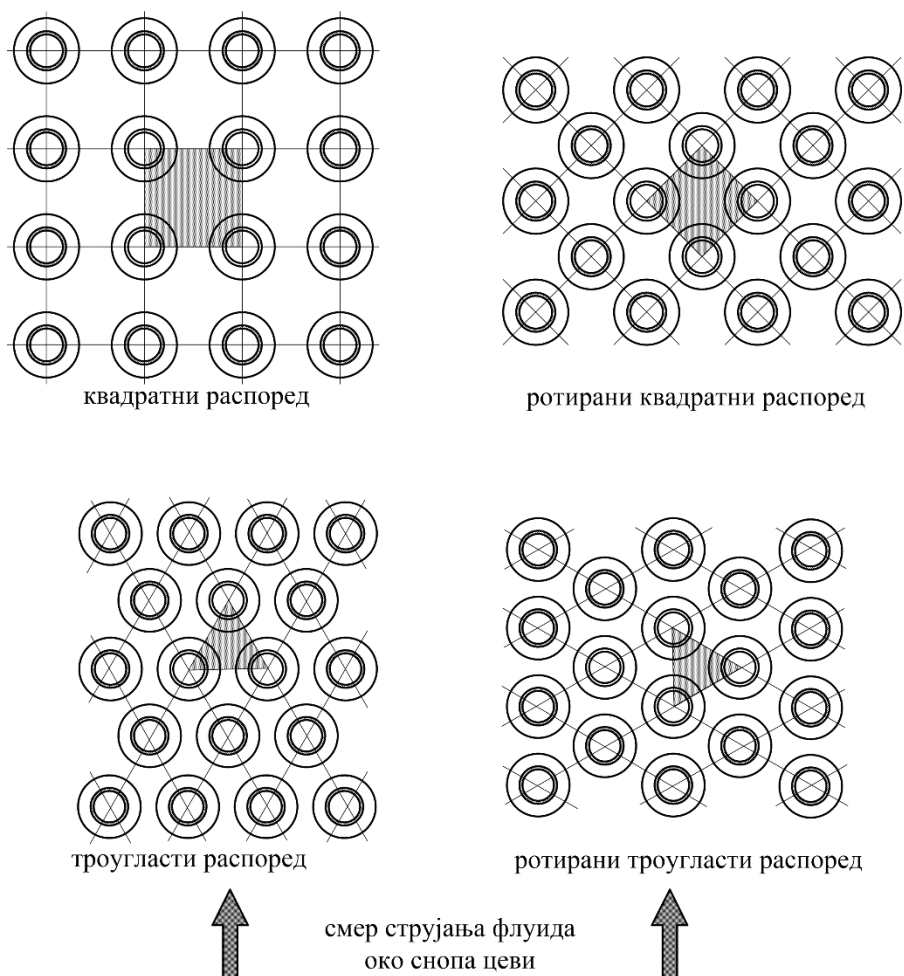 квадратни распоред
ротирани квадратни распоред
троугласти распоред
ротирани троугласти распоред
смер струјања флуида
око снопа цеви